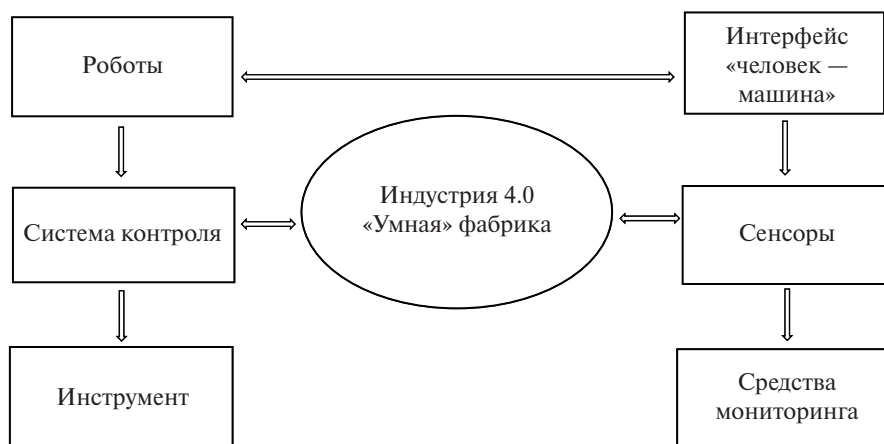 Роботы
Интерфейс
«человек —
машина»
Индустрия 4.0
«Умная» фабрика
Система контроля
Сенсоры
Инструмент
Средства
мониторинга